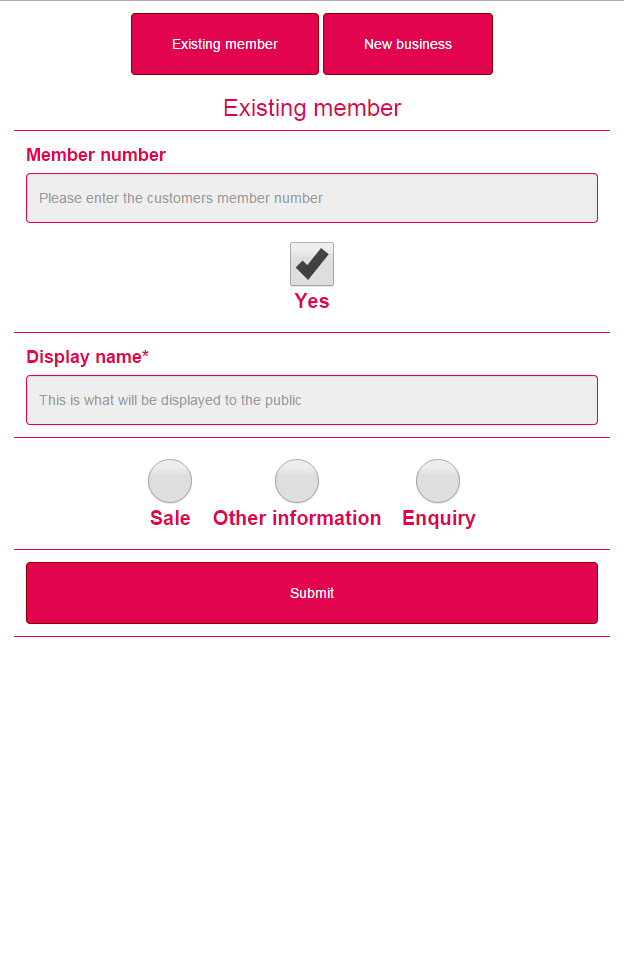 Existing member New business
Existing member
Member number
Please enter the customers member number
Yes
Display name*
This is what will be displayed to the public
Sale Other information Enquiry
Submit